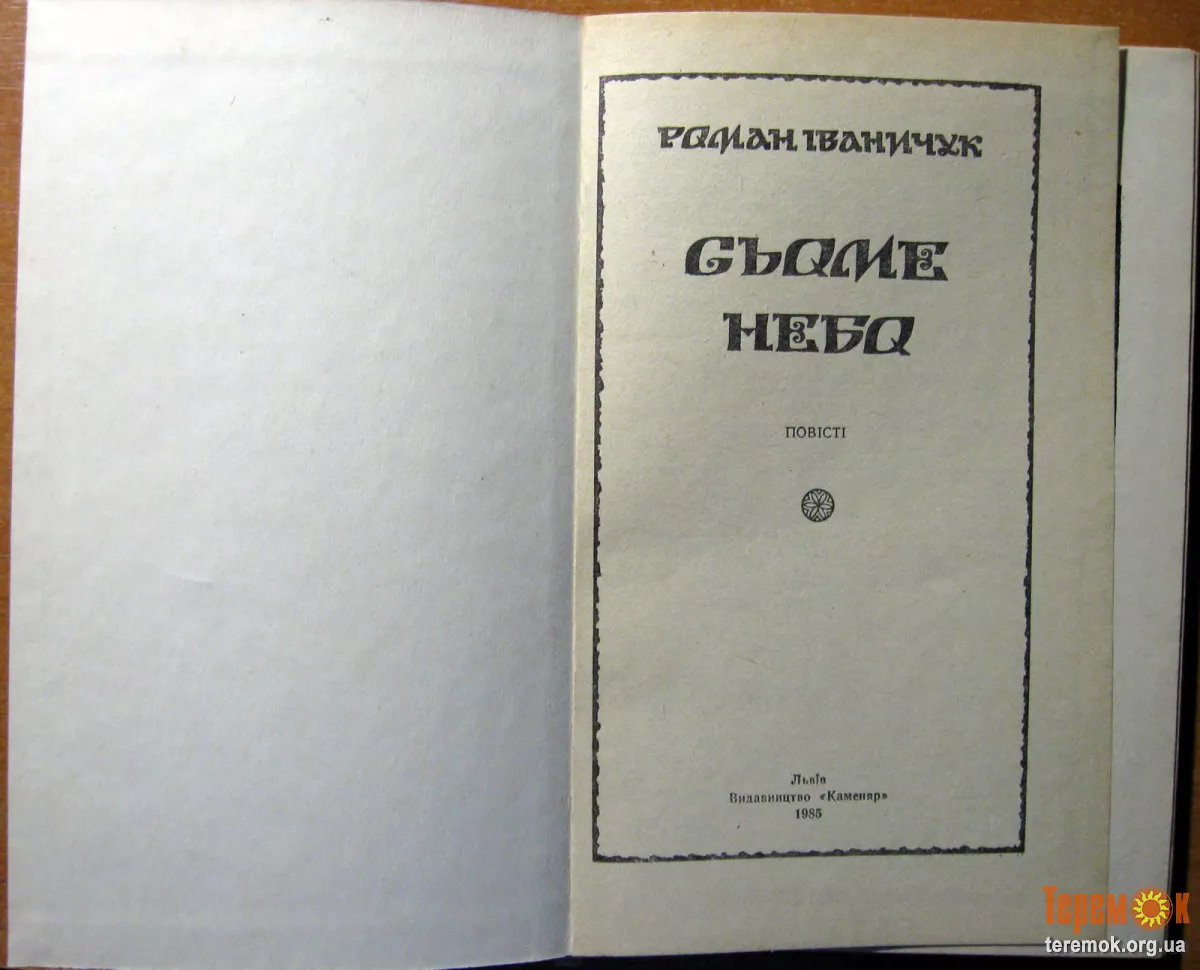 РОМАН ІВАНИЧУК
СЬОМЕ
НЕБО
ПОВІСТІ
Львів
Видавництво «Каменяр»
1985
Теремок
teremok.org.ua